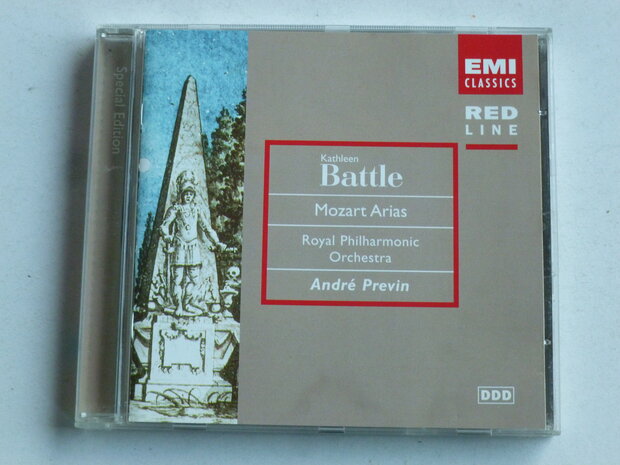 Special Edition
EMI
CLASSICS
RED
LINE
Kathleen
Battle
Mozart Arias
Royal Philharmonic
Orchestra
André Previn
DDD